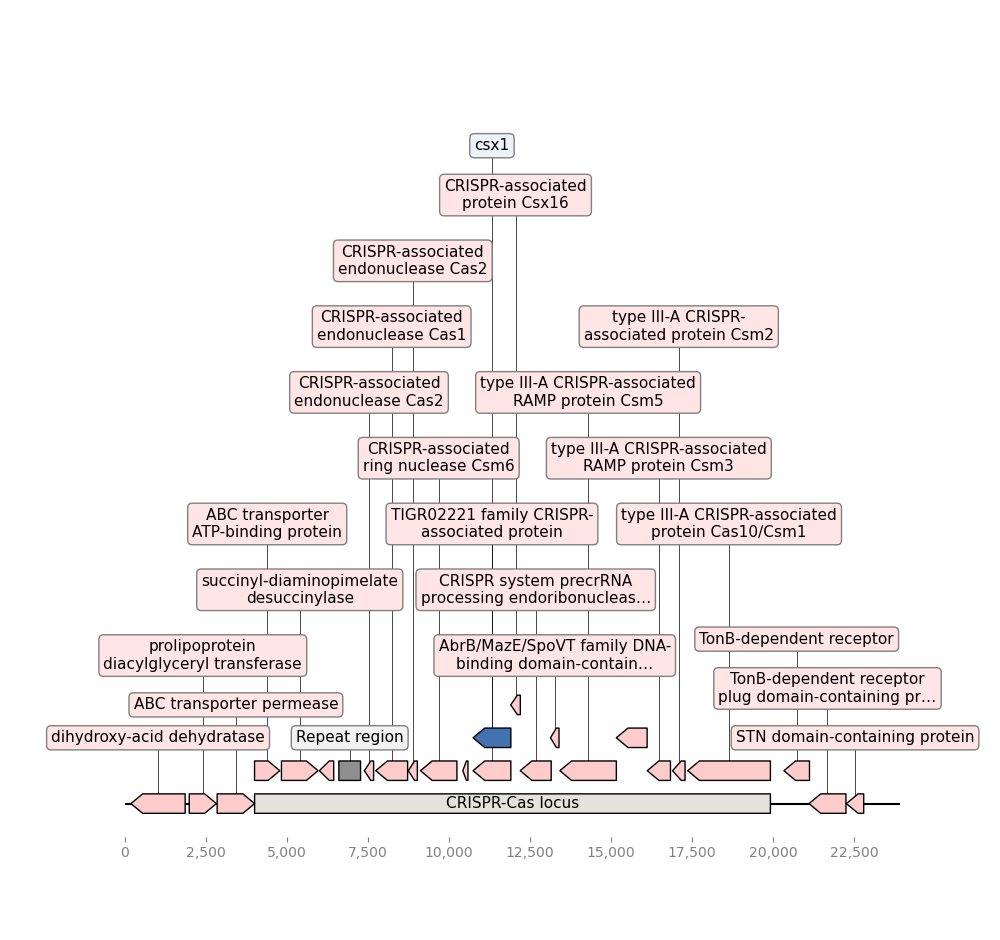 csx1
CRISPR-associated
protein Csx16
CRISPR-associated
endonuclease Cas2
CRISPR-associated
endonuclease Cas1
type III-A CRISPR-
associated protein Csm2
CRISPR-associated
endonuclease Cas2
type III-A CRISPR-associated
RAMP protein Csm5
CRISPR-associated
ring nuclease Csm6
type III-A CRISPR-associated
RAMP protein Csm3
ABC transporter
ATP-binding protein
TIGR02221 family CRISPR-
associated protein
type III-A CRISPR-associated
protein Cas10/Csm1
succinyl-diaminopimelate
desuccinylase
CRISPR system precrRNA
processing endoribonucleas…
prolipoprotein
diacylglyceryl transferase
AbrB/MazE/SpoVT family DNA-
binding domain-contain…
TonB-dependent receptor
TonB-dependent receptor
plug domain-containing pr…
ABC transporter permease
dihydroxy-acid dehydratase
Repeat region
STN domain-containing protein
CRISPR-Cas locus
0 2,500 5,000 7,500 10,000 12,500 15,000 17,500 20,000 22,500